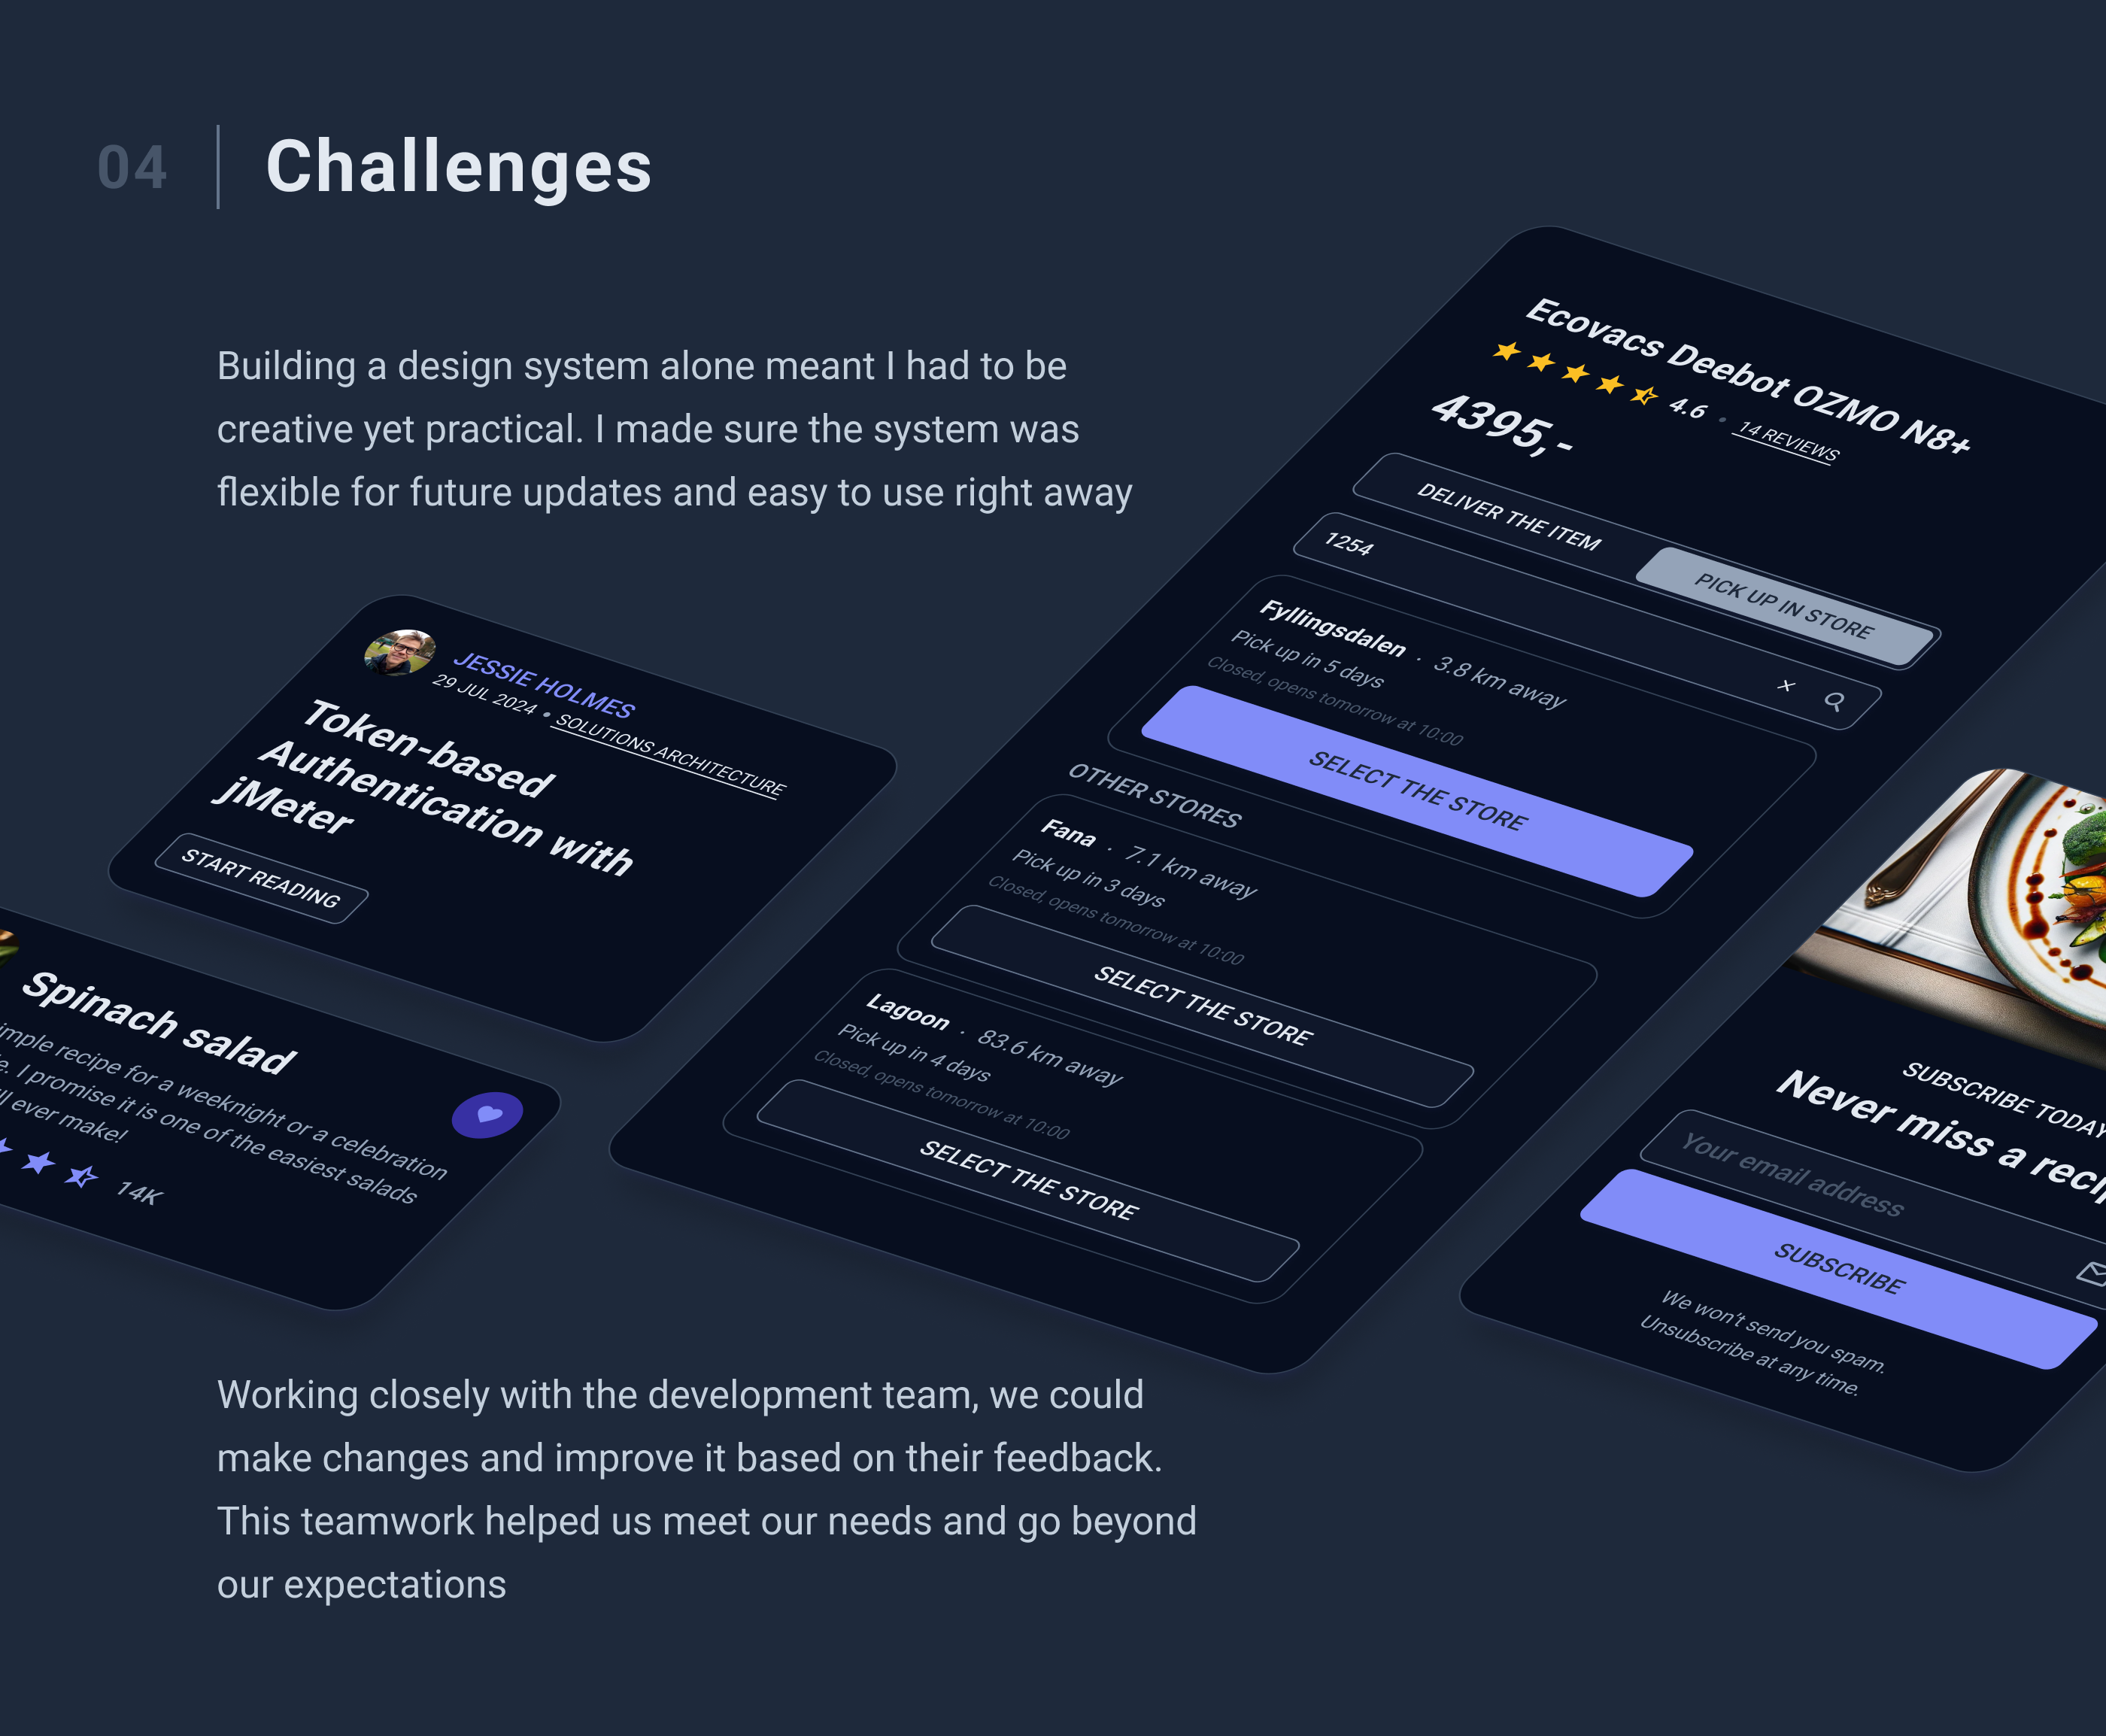 04
Challenges
Building a design system alone meant I had to be
creative yet practical. I made sure the system was
flexible for future updates and easy to use right away
JESSIE HOLMES
29 JUL 2024 • SOLUTIONS ARCHITECTURE
Token-based
Authentication with
jMeter
START READING
Spinach salad
recipe for a weeknight or a celebration
I promise it is one of the easiest salads
ever make!
14K
Ecovacs Deebot OZMO N8+
4.6 • 14 REVIEWS
4395,-
DELIVER THE ITEM
PICK UP IN STORE
1254
Fyllingsdalen · 3.8 km away
Pick up in 5 days
Closed, opens tomorrow at 10:00
SELECT THE STORE
OTHER STORES
Fana · 7.1 km away
Pick up in 3 days
Closed, opens tomorrow at 10:00
SELECT THE STORE
Lagoon · 83.6 km away
Pick up in 4 days
Closed, opens tomorrow at 10:00
SELECT THE STORE
SUBSCRIBE TODAY
Never miss a
Your email address
SUBSCRIBE
We won't send you spam.
Unsubscribe at any time.
Working closely with the development team, we could
make changes and improve it based on their feedback.
This teamwork helped us meet our needs and go beyond
our expectations